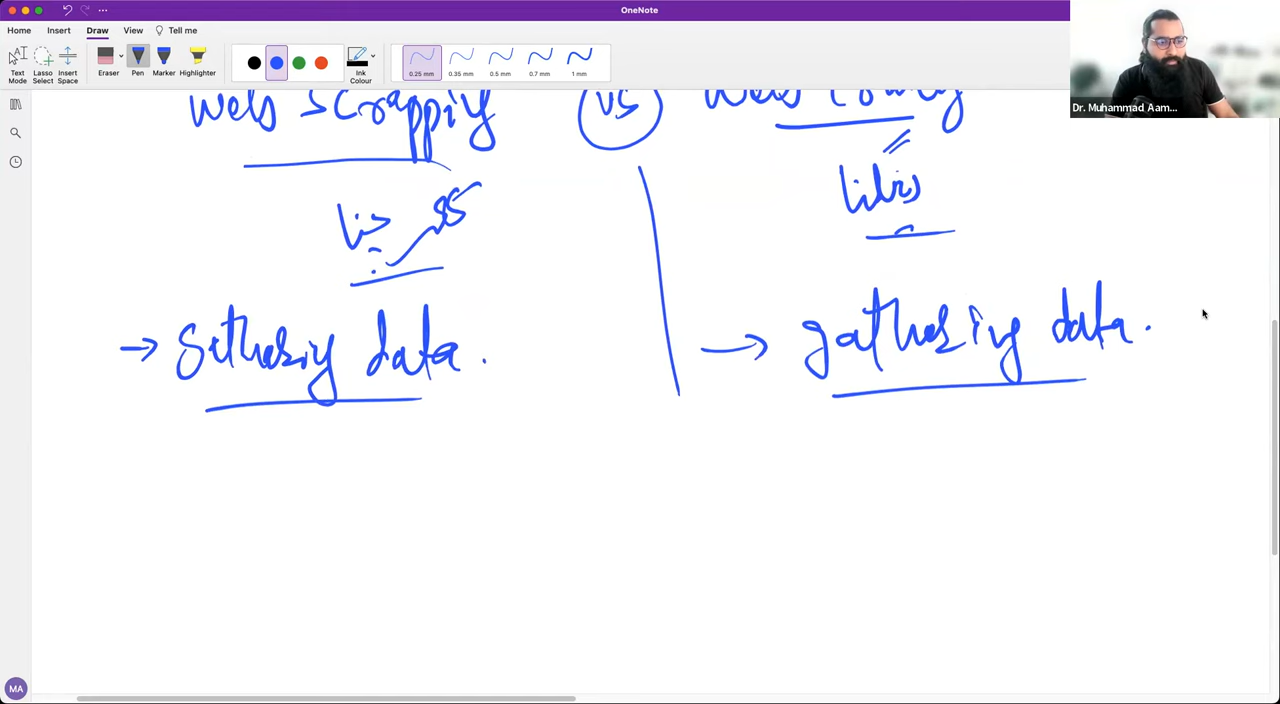 OneNote
Home Insert Draw View Tell me
Text Mode
Lasso Select
Insert Space
Eraser
Pen
Marker
Highlighter
Ink Colour
0.25 mm
0.35 mm
0.5 mm
0.7 mm
1 mm
Dr. Muhammad Aam...
Web scrapping VS Web
→ gathering data. → gathering data.
MA